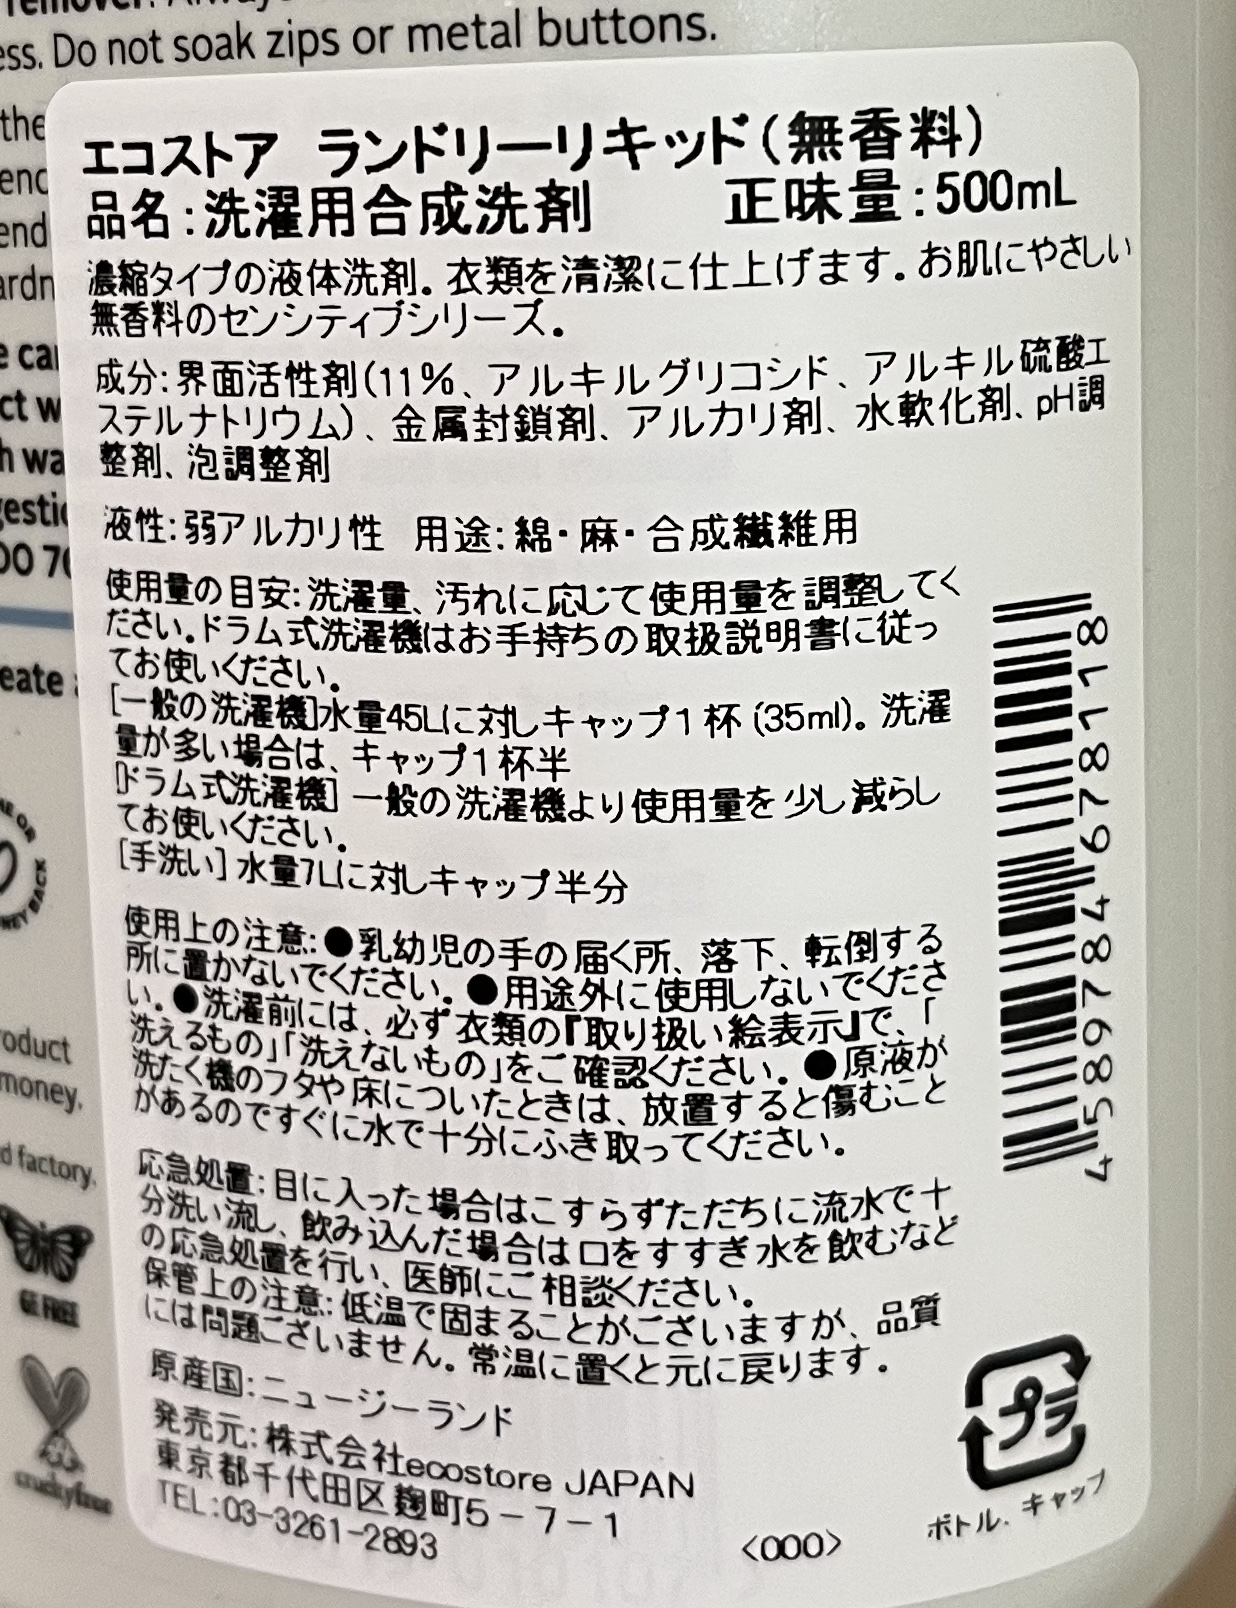 remover.
ess. Do not soak zips or metal buttons.
the
ct w
h wa
eate
エコストア ランドリーリキッド(無香料)
品名:洗濯用合成洗剤 正味量:500mL
濃縮タイプの液体洗剤。衣類を清潔に仕上げます。お肌にやさしい
無香料のセンシティブシリーズ。
成分:界面活性剤(11%、アルキルグリコシド、アルキル硫酸エ
ステルナトリウム)、金属封鎖剤、アルカリ剤、水軟化剤、pH調
整剤、泡調整剤
液性:弱アルカリ性 用途:綿・麻・合成繊維用
使用量の目安:洗濯量、汚れに応じて使用量を調整してく
ださい。ドラム式洗濯機はお手持ちの取扱説明書に従っ
てお使いください。
[一般の洗濯機]水量45Lに対しキャップ1杯(35ml)。洗濯
量が多い場合は、キャップ1杯半
[ドラム式洗濯機]一般の洗濯機より使用量を少し減らし
てお使いください。
[手洗い]水量7Lに対しキャップ半分
使用上の注意:●乳幼児の手の届く所、落下、転倒する
所に置かないでください。●用途外に使用しないでくださ
い。●洗濯前には、必ず衣類の『取り扱い絵表示』で、「
洗えるもの」「洗えないもの」をご確認ください。●原液が
洗たく機のフタや床についたときは、放置すると傷むこと
があるのですぐに水で十分にふき取ってください。
応急処置:目に入った場合はこすらずただちに流水で十
分洗い流し、飲み込んだ場合は口をすすぎ水を飲むなど
の応急処置を行い、医師にご相談ください。
保管上の注意:低温で固まることがございますが、品質
には問題ございません。常温に置くと元に戻ります。
原産国:ニュージーランド
発売元:株式会社ecostore JAPAN
東京都千代田区麹町5-7-1
TEL:03-3261-2893
<000>
8118718 679 478 679 8854
プラ
ボトル、キャップ
roduct
money.
d factory.
GE FREE
cruelty free